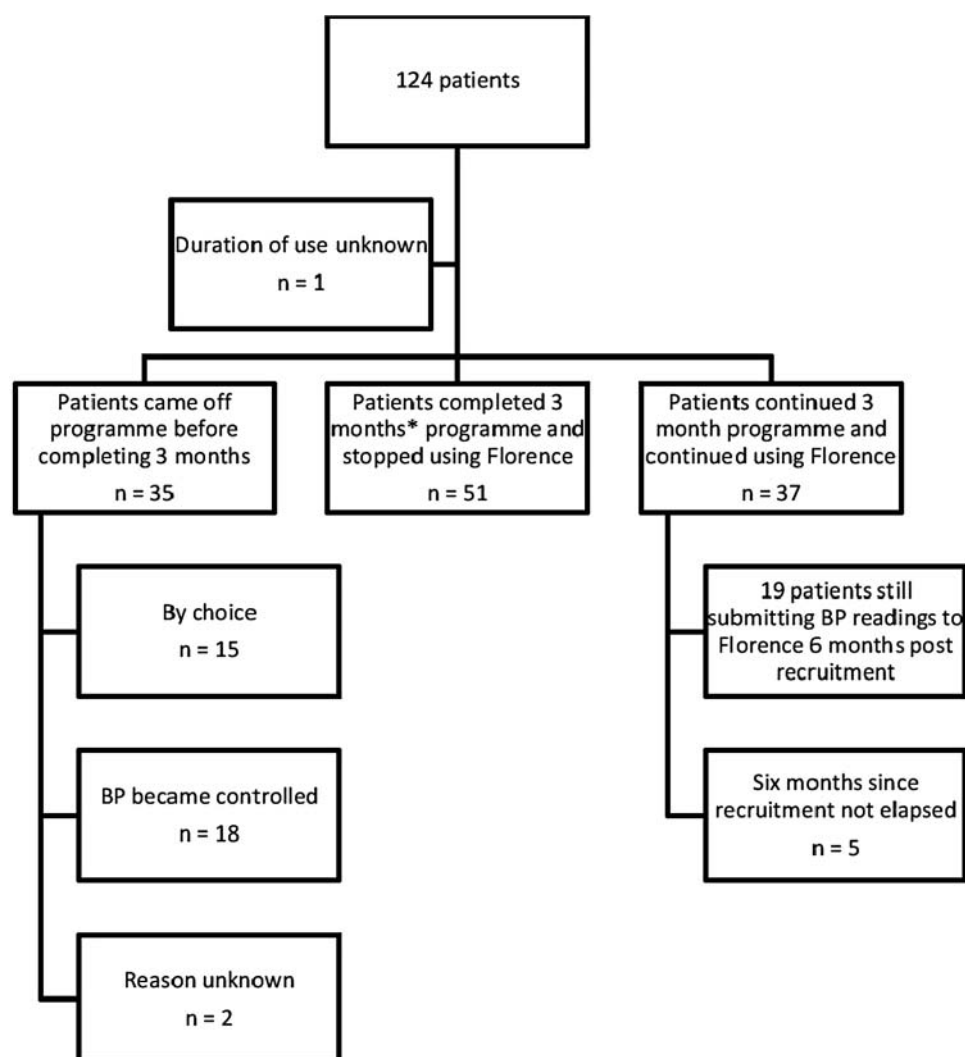 124 patients
Duration of use unknown
n = 1
Patients came off
programme before
completing 3 months
n = 35
Patients completed 3
months* programme and
stopped using Florence
n = 51
Patients continued 3
month programme and
continued using Florence
n = 37
By choice
n = 15
BP became controlled
n = 18
Reason unknown
n = 2
19 patients still
submitting BP readings to
Florence 6 months post
recruitment
Six months since
recruitment not elapsed
n = 5